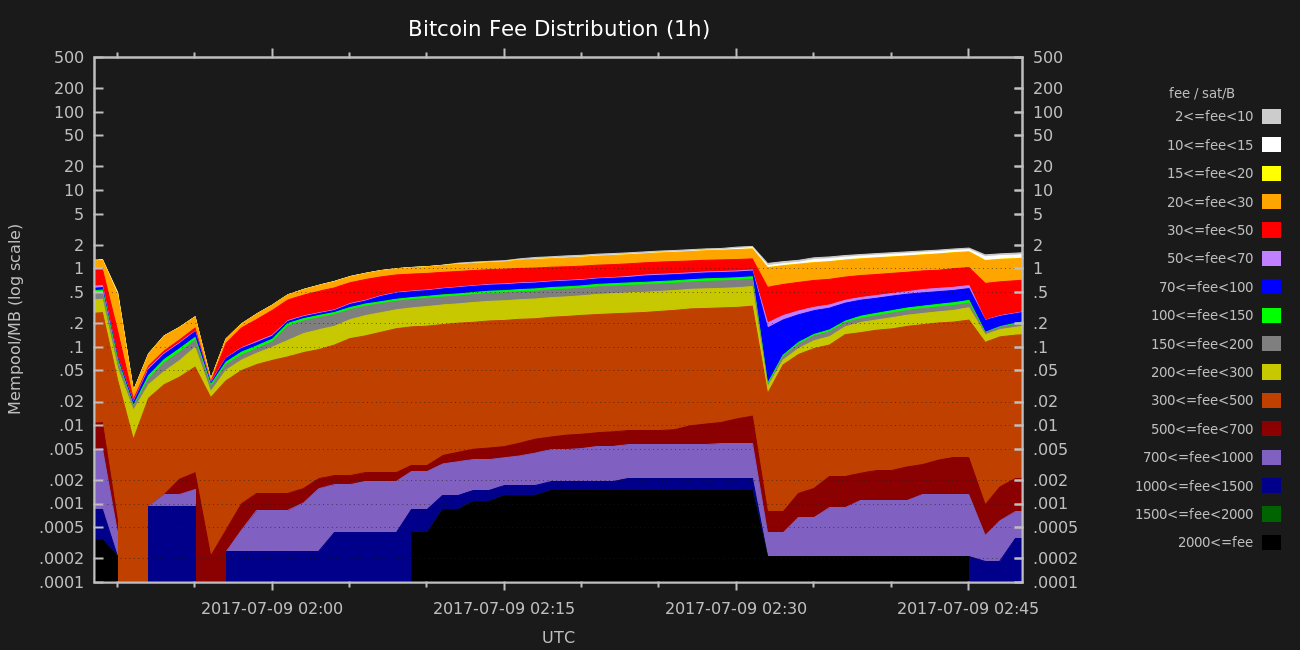 Bitcoin Fee Distribution (1h)
500 500
200 200
100 100
50 50
20 20
10 10
5 5
2 2
1 1
.5 .5
.2 .2
.1 .1
.05 .05
.02 .02
.01 .01
.005 .005
.002 .002
.001 .001
.0005 .0005
.0002 .0002
.0001 .0001
Mempool/MB (log scale)
2017-07-09 02:00 2017-07-09 02:15 2017-07-09 02:30 2017-07-09 02:45
UTC
fee / sat/B
2<=fee<10
10<=fee<15
15<=fee<20
20<=fee<30
30<=fee<50
50<=fee<70
70<=fee<100
100<=fee<150
150<=fee<200
200<=fee<300
300<=fee<500
500<=fee<700
700<=fee<1000
1000<=fee<1500
1500<=fee<2000
2000<=fee